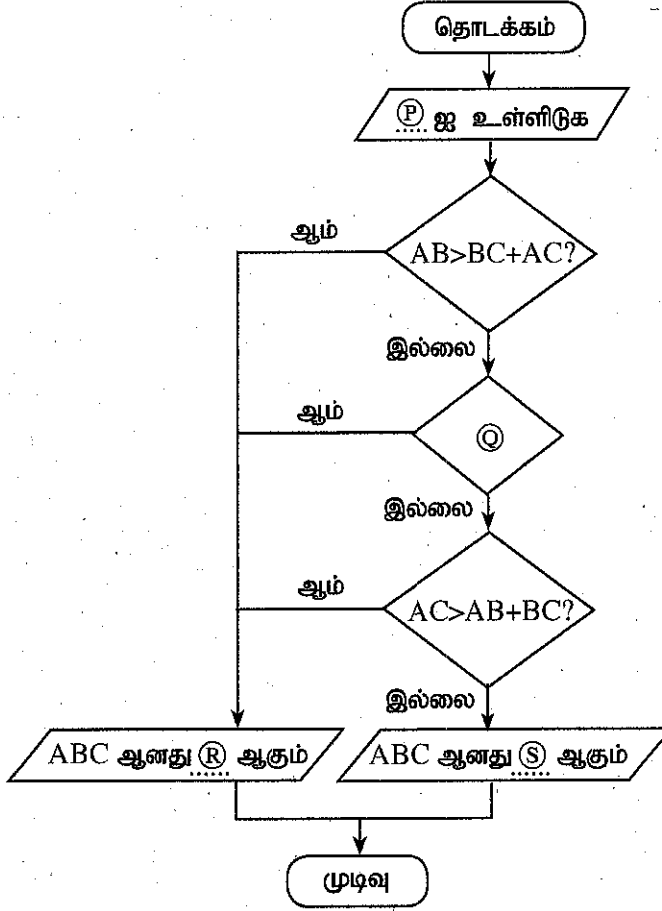 தொடக்கம்
Ⓟ ஐ உள்ளிடுக
ஆம்
AB>BC+AC?
இல்லை
ஆம்
Ⓠ
இல்லை
ஆம்
AC>AB+BC?
இல்லை
ABC ஆனது Ⓡ ஆகும்
ABC ஆனது Ⓢ ஆகும்
முடிவு